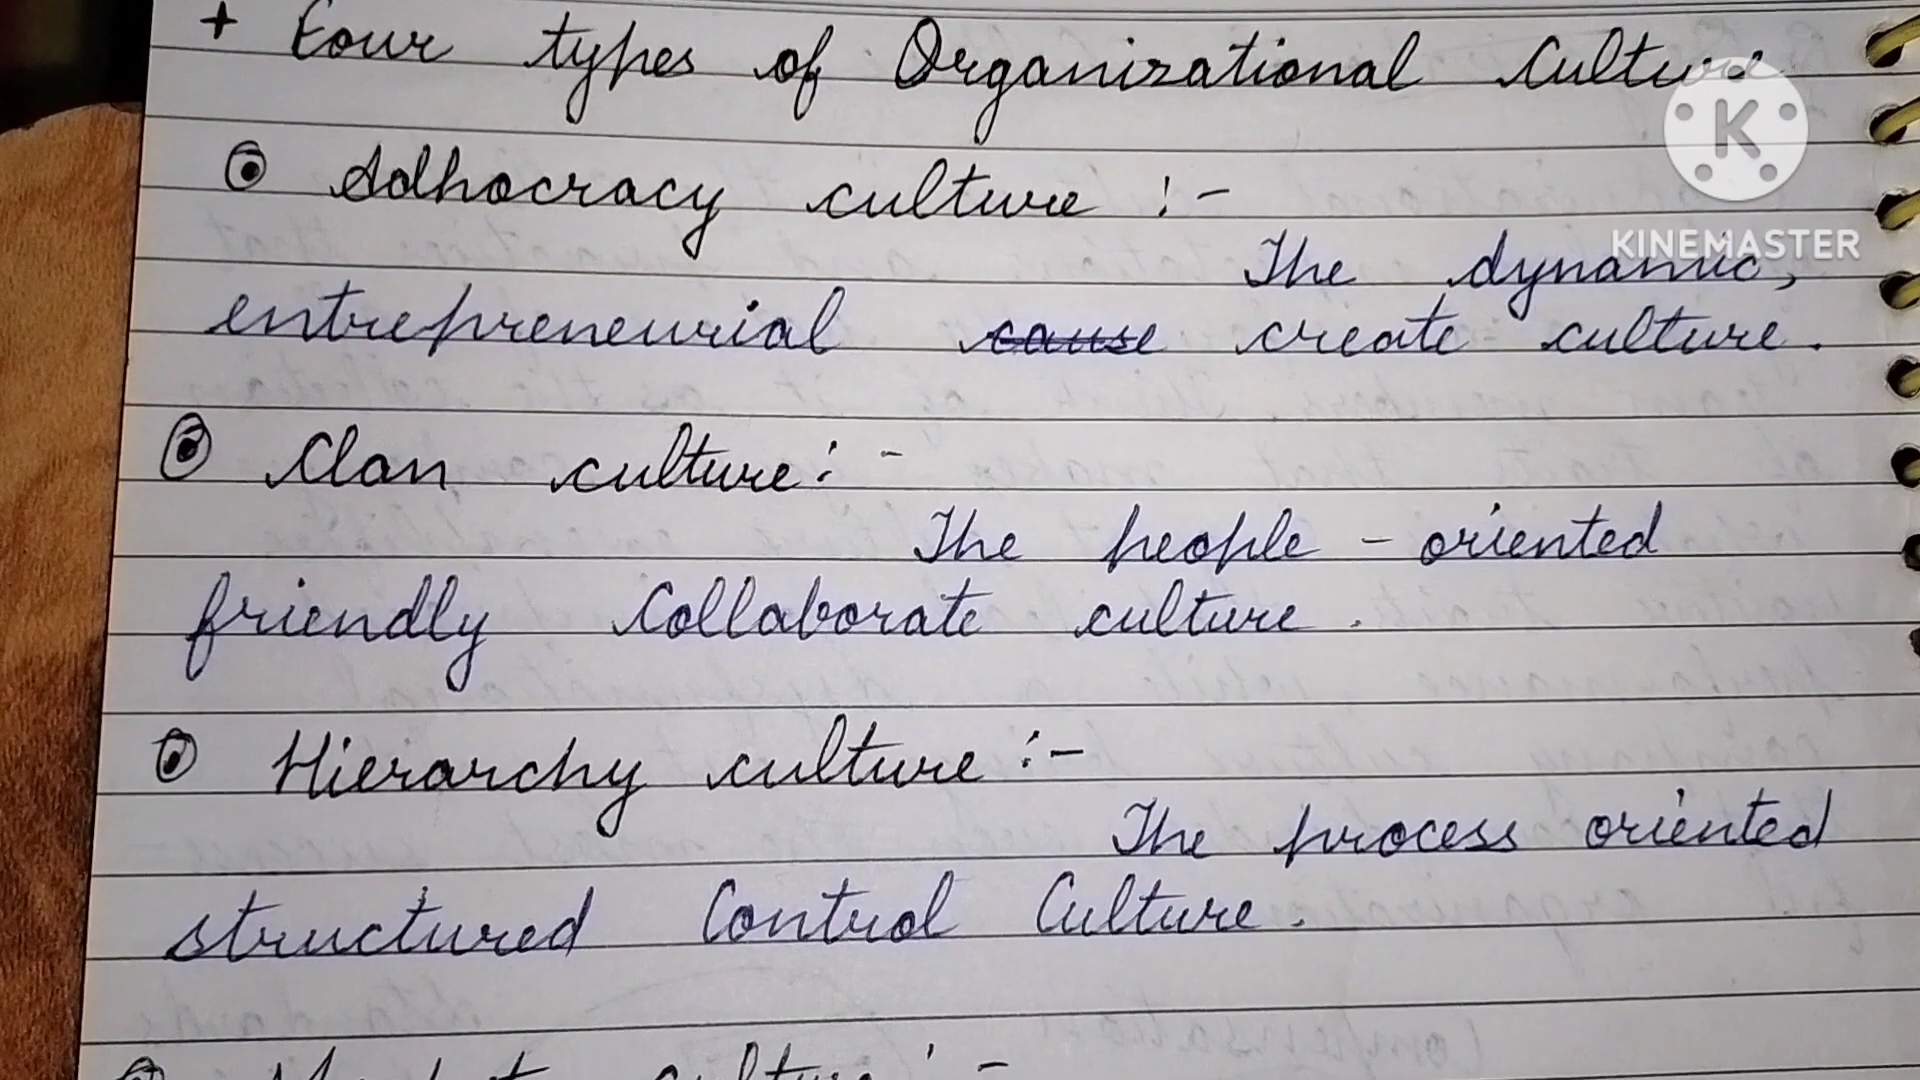 + Four types of Organizational Culture
Adhocracy culture :-
The dynamic,
entrepreneurial cause create culture.
Clan culture :-
The people - oriented
friendly Collaborate culture.
Hierarchy culture :-
The process oriented
structured Control Culture.
culture :-
K
KINEMASTER